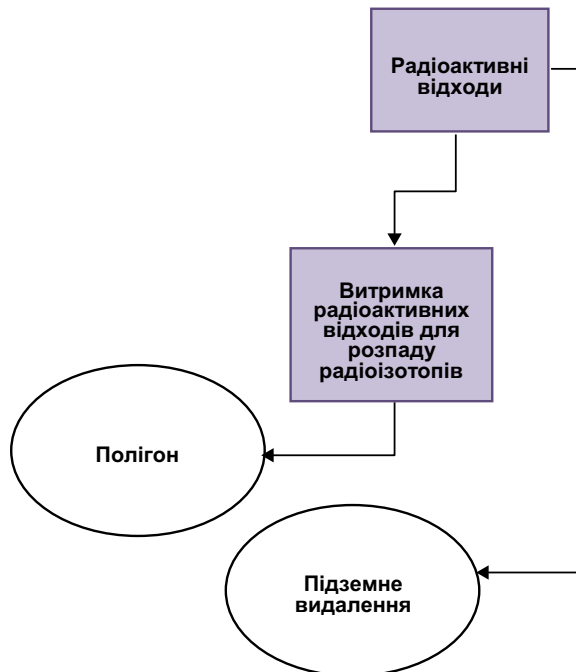 Радіоактивні
відходи
Витримка
радіоактивних
відходів для
розпаду
радіоізотопів
Полігон
Підземне
видалення